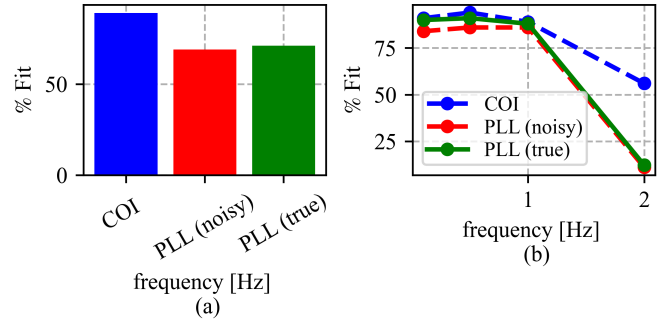 % Fit
50
0
COI
PLL (noisy)
PLL (true)
frequency [Hz]
(a)
% Fit
75
50
25
COI
PLL (noisy)
PLL (true)
1
2
frequency [Hz]
(b)